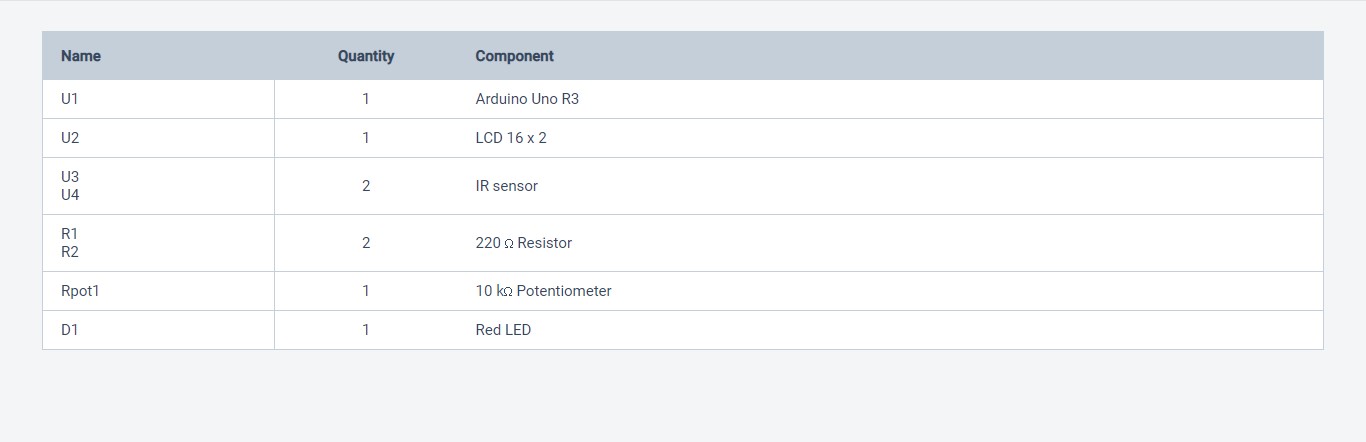 Name Quantity Component
U1 1 Arduino Uno R3
U2 1 LCD 16 x 2
U3
U4 2 IR sensor
R1
R2 2 220 Ω Resistor
Rpot1 1 10 kΩ Potentiometer
D1 1 Red LED